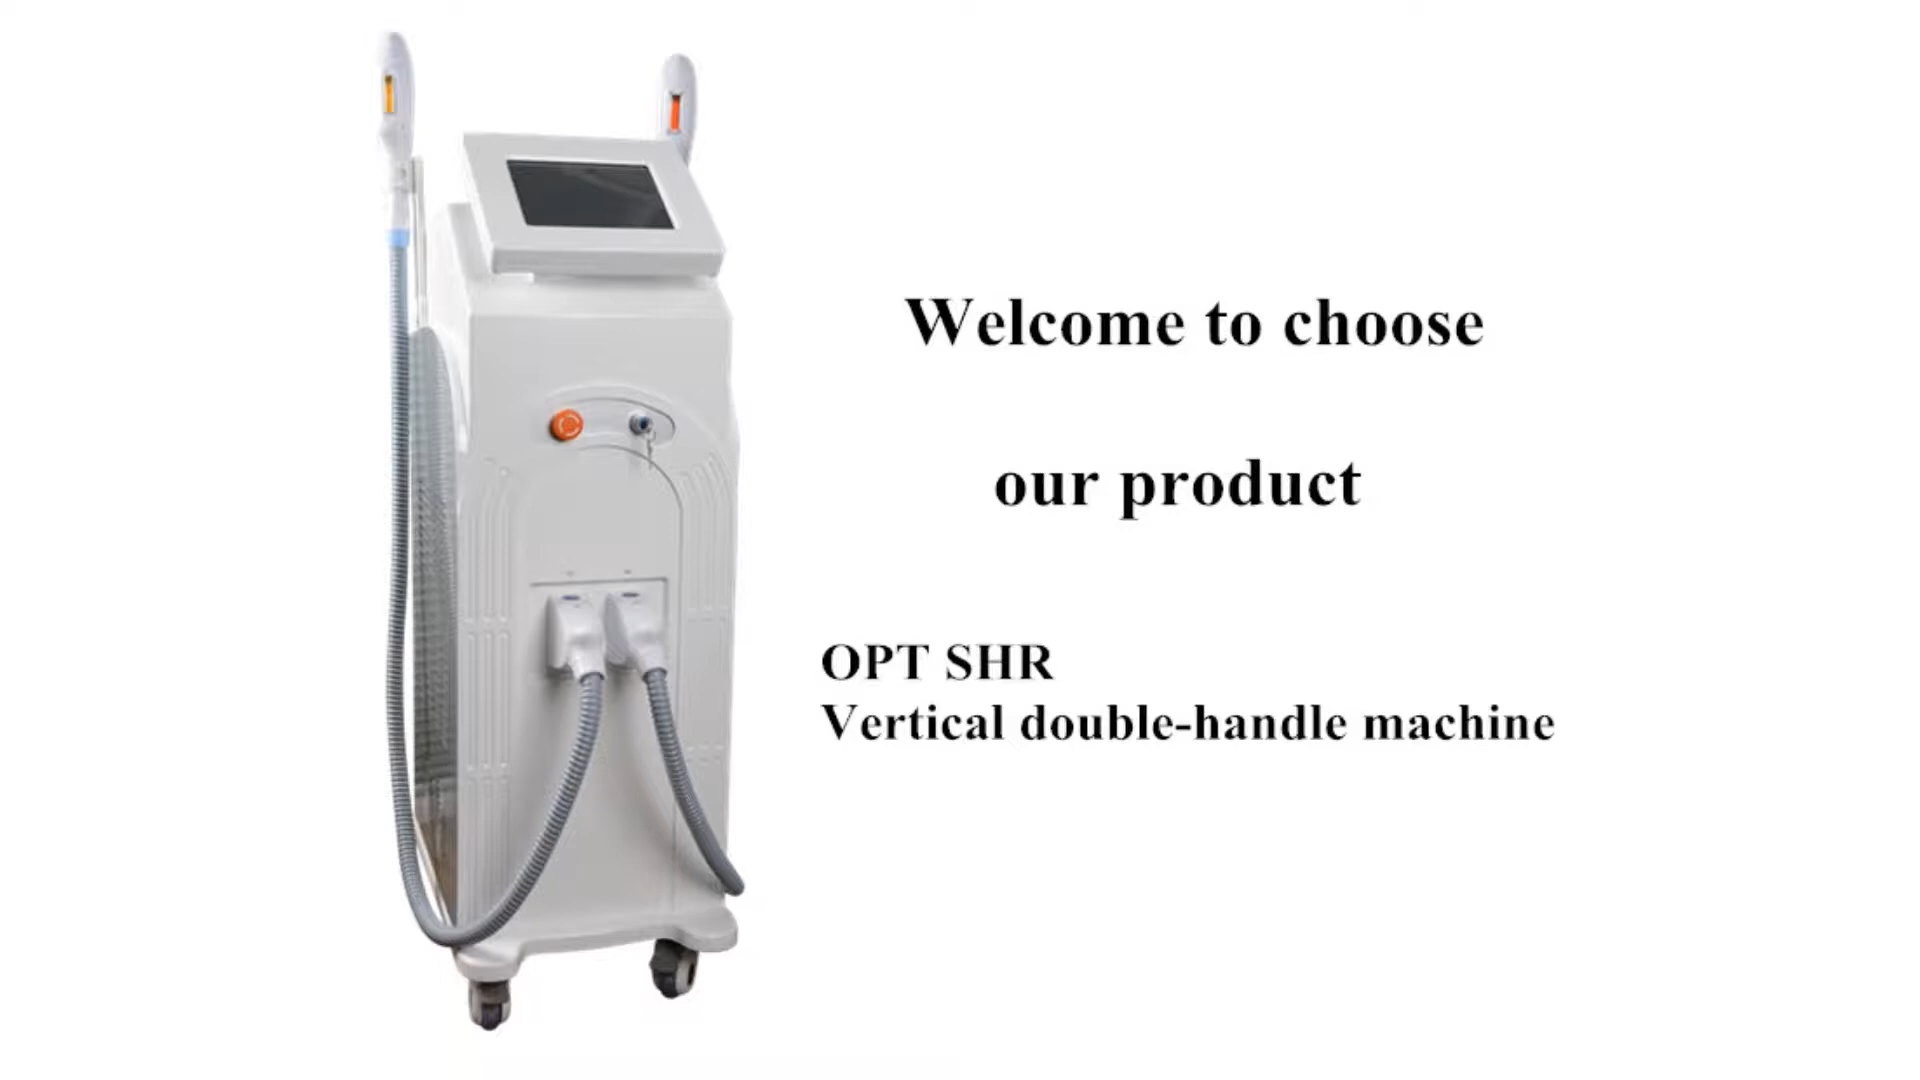 Welcome to choose
our product
OPT SHR
Vertical double-handle machine